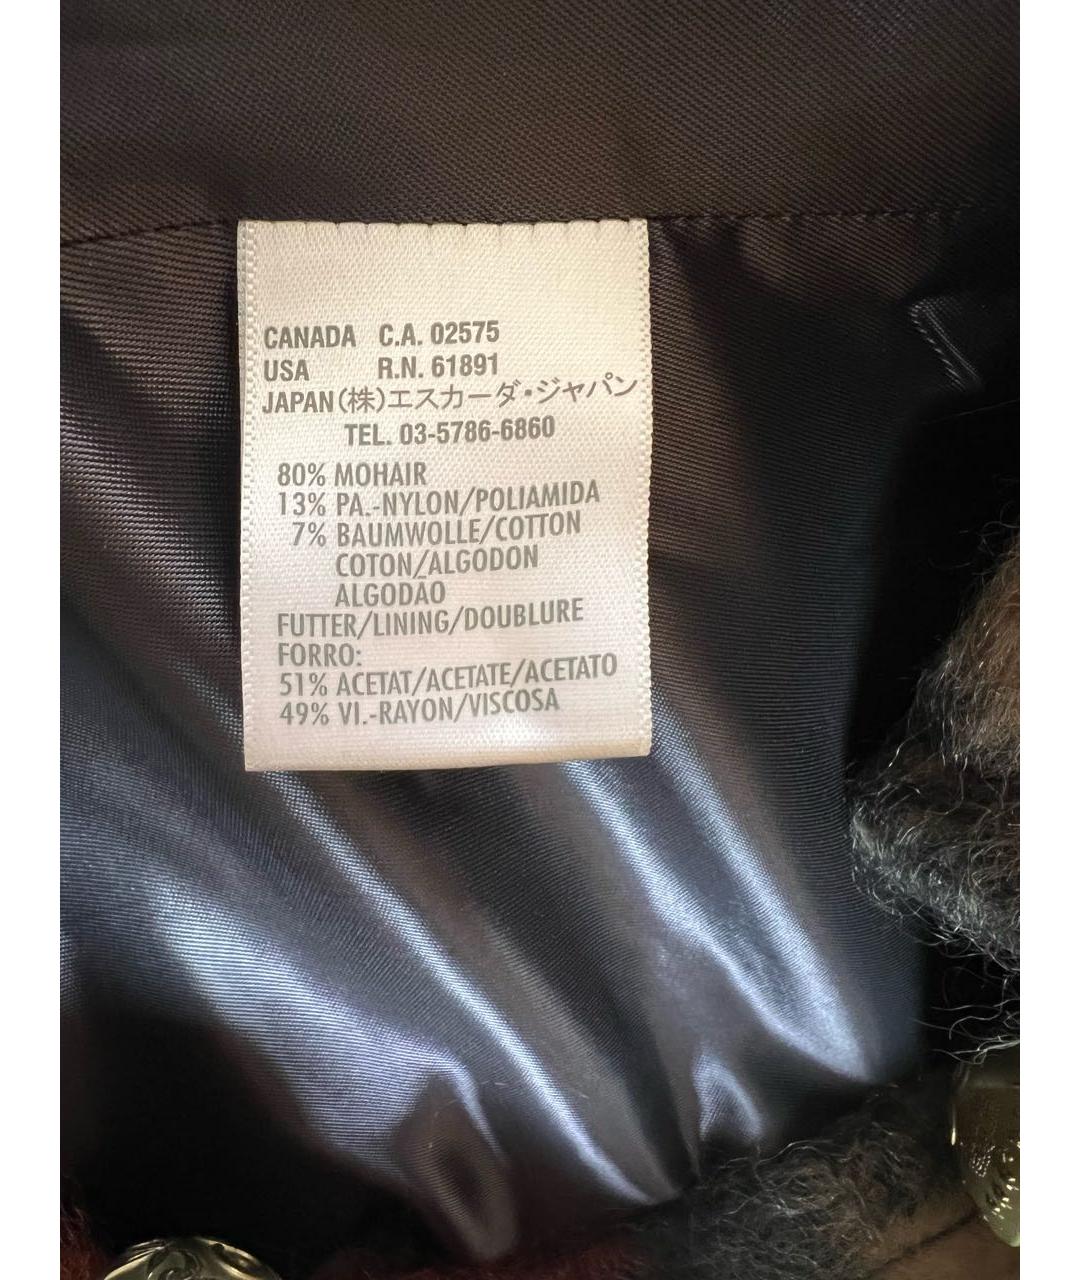 CANADA C.A. 02575
USA R.N. 61891
JAPAN(株)エスカーダ・ジャパン
TEL. 03-5786-6860
80% MOHAIR
13% PA.-NYLON/POLIAMIDA
7% BAUMWOLLE/COTTON
COTON/ALGODON
ALGODAO
FUTTER/LINING/DOUBLURE
FORRO:
51% ACETAT/ACETATE/ACETATO
49% VI.-RAYON/VISCOSA